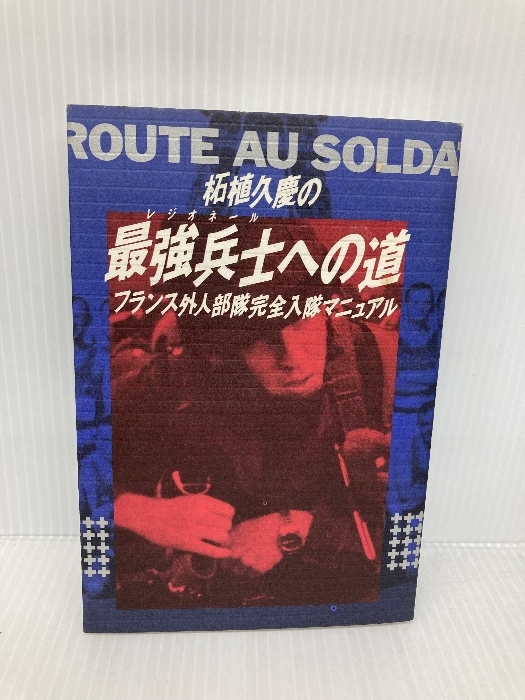 ROUTE AU SOLDAT
柘植久慶の
レジオネール
最強兵士への道
フランス外人部隊完全入隊マニュアル